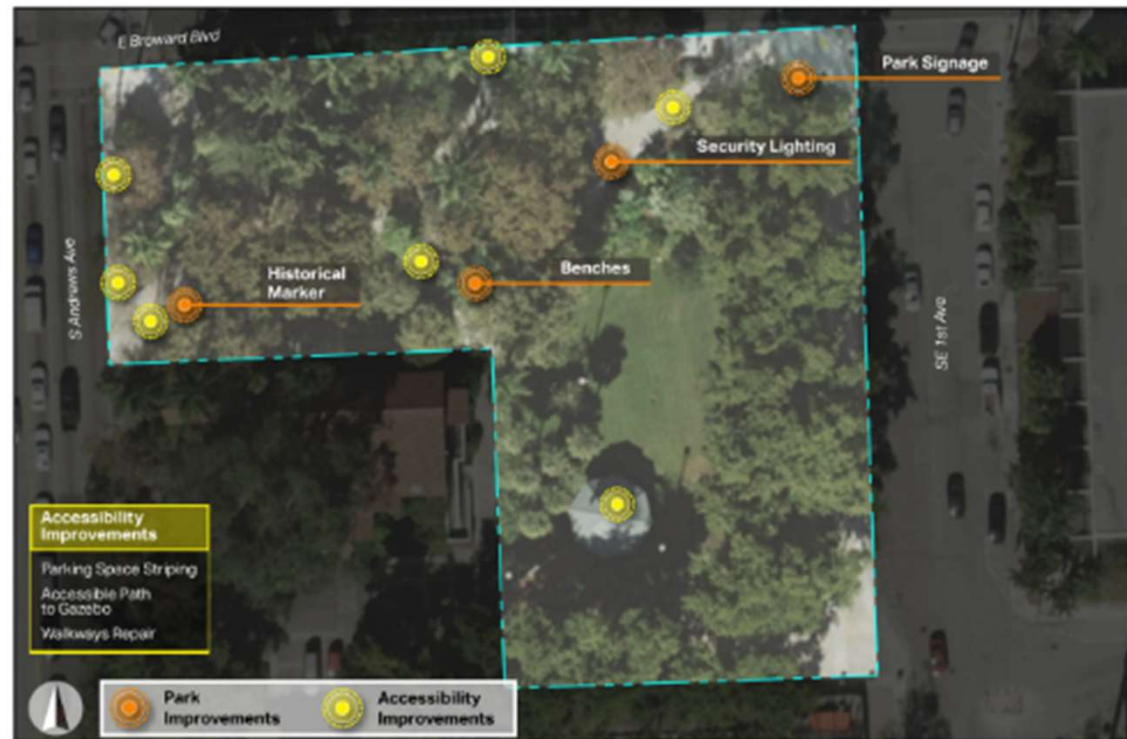 E Broward Blvd
Park Signage
Security Lighting
S Andrews Ave
Historical
Marker
Benches
SE 1st Ave
Accessibility
Improvements
Parking Space Striping
Accessible Path
to Gazebo
Walkways Repair
Park
Improvements
Accessibility
Improvements